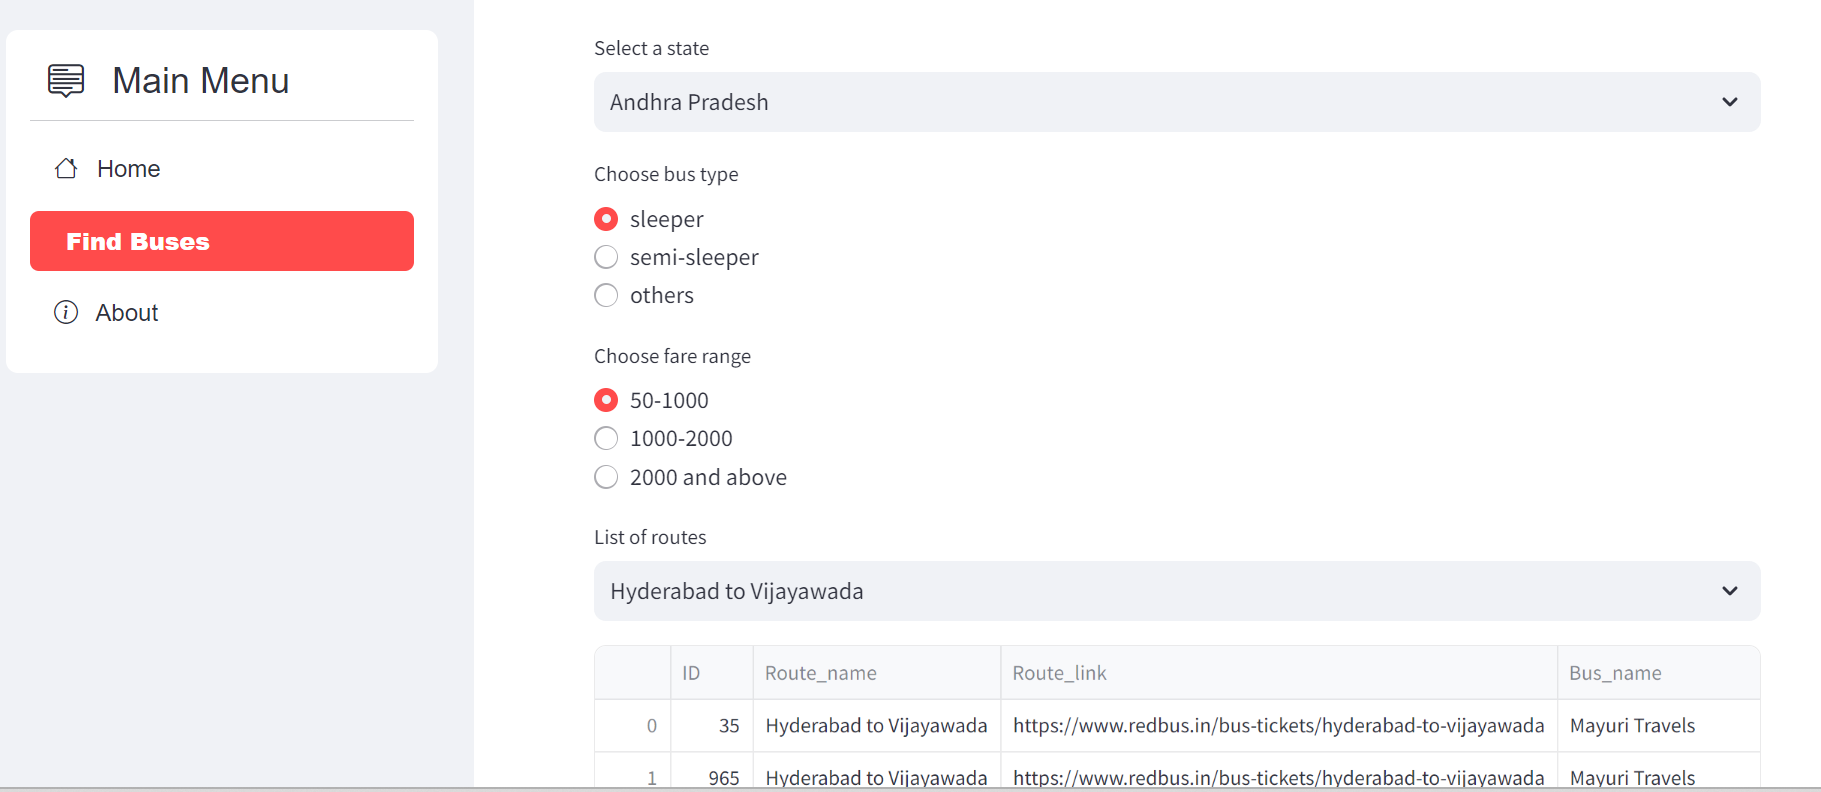 Main Menu
Home
Find Buses
About
Select a state
Andhra Pradesh
Choose bus type
sleeper
semi-sleeper
others
Choose fare range
50-1000
1000-2000
2000 and above
List of routes
Hyderabad to Vijayawada
ID Route_name Route_link Bus_name
0 35 Hyderabad to Vijayawada https://www.redbus.in/bus-tickets/hyderabad-to-vijayawada Mayuri Travels
1 965 Hyderabad to Vijayawada https://www.redbus.in/bus-tickets/hyderabad-to-vijayawada Mayuri Travels